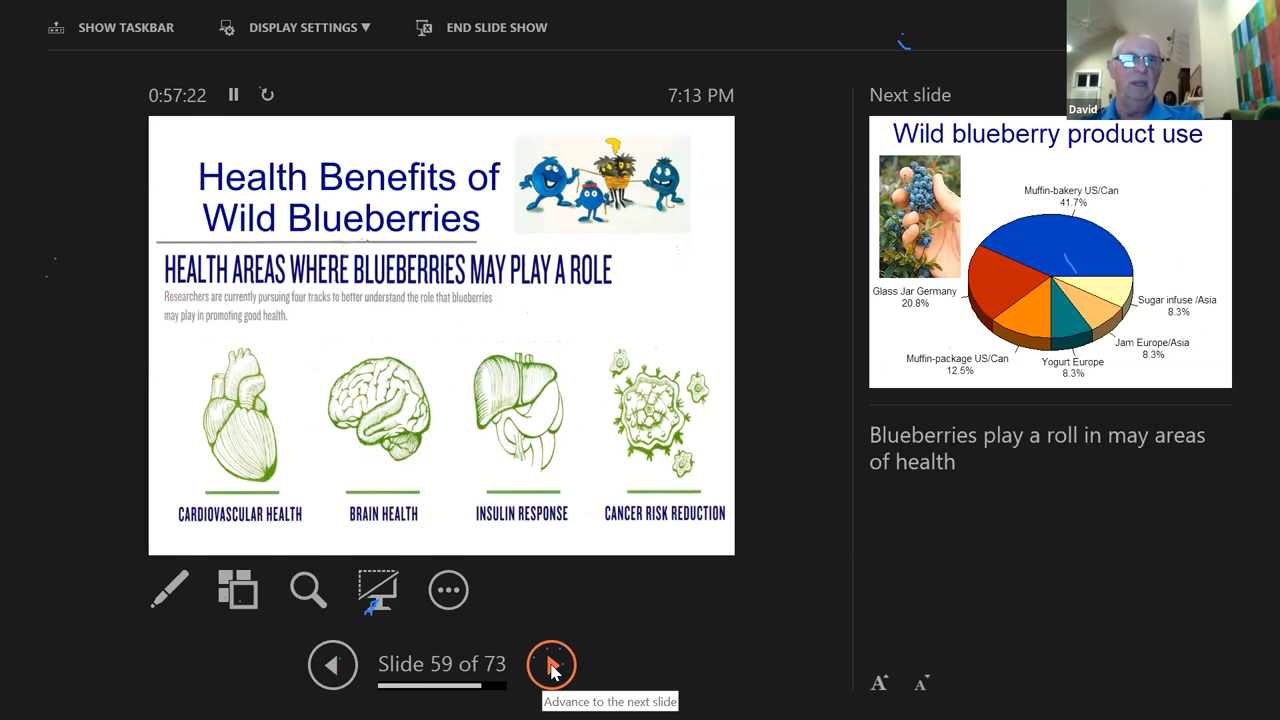 SHOW TASKBAR
DISPLAY SETTINGS ▼
END SLIDE SHOW
David
0:57:22
7:13 PM
Health Benefits of
Wild Blueberries
HEALTH AREAS WHERE BLUEBERRIES MAY PLAY A ROLE
Researchers are currently pursuing four tracks to better understand the role that blueberries
may play in promoting good health.
CARDIOVASCULAR HEALTH
BRAIN HEALTH
INSULIN RESPONSE
CANCER RISK REDUCTION
Slide 59 of 73
Advance to the next slide
Next slide
Wild blueberry product use
Muffin-bakery US/Can
41.7%
Glass Jar Germany
20.8%
Sugar infuse /Asia
8.3%
Jam Europe/Asia
8.3%
Muffin-package US/Can
12.5%
Yogurt Europe
8.3%
Blueberries play a roll in may areas
of health
A
A